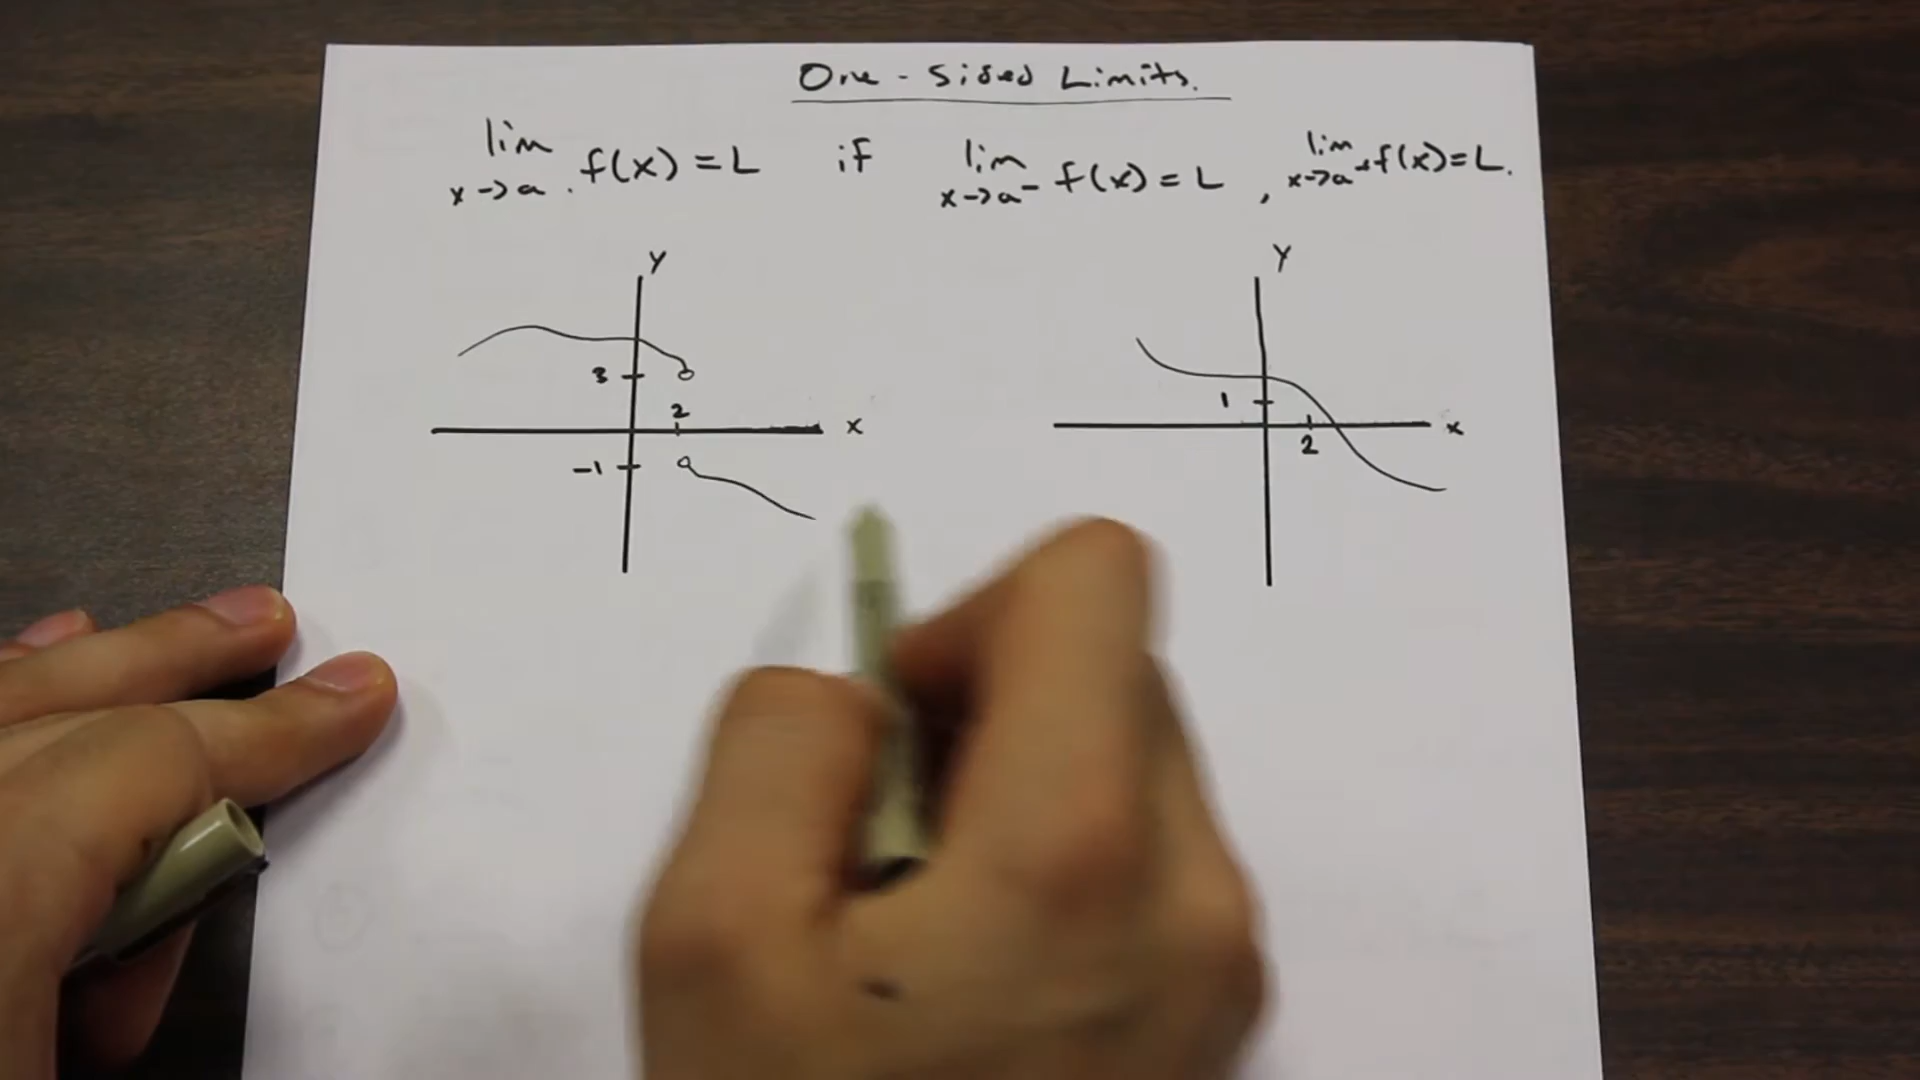 One-Sided Limits.
lim x->a . f(x) = L if lim x->a⁻ f(x) = L , lim x->a⁺ f(x) = L.
y
3
2
x
-1
y
1
2
x